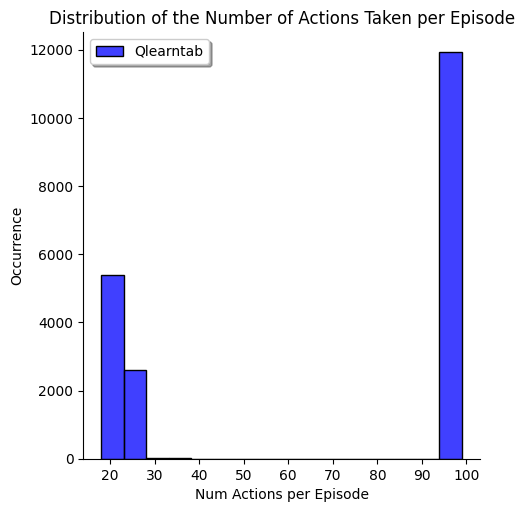 Distribution of the Number of Actions Taken per Episode
Qlearntab
12000
10000
8000
6000
4000
2000
0
Occurrence
20 30 40 50 60 70 80 90 100
Num Actions per Episode